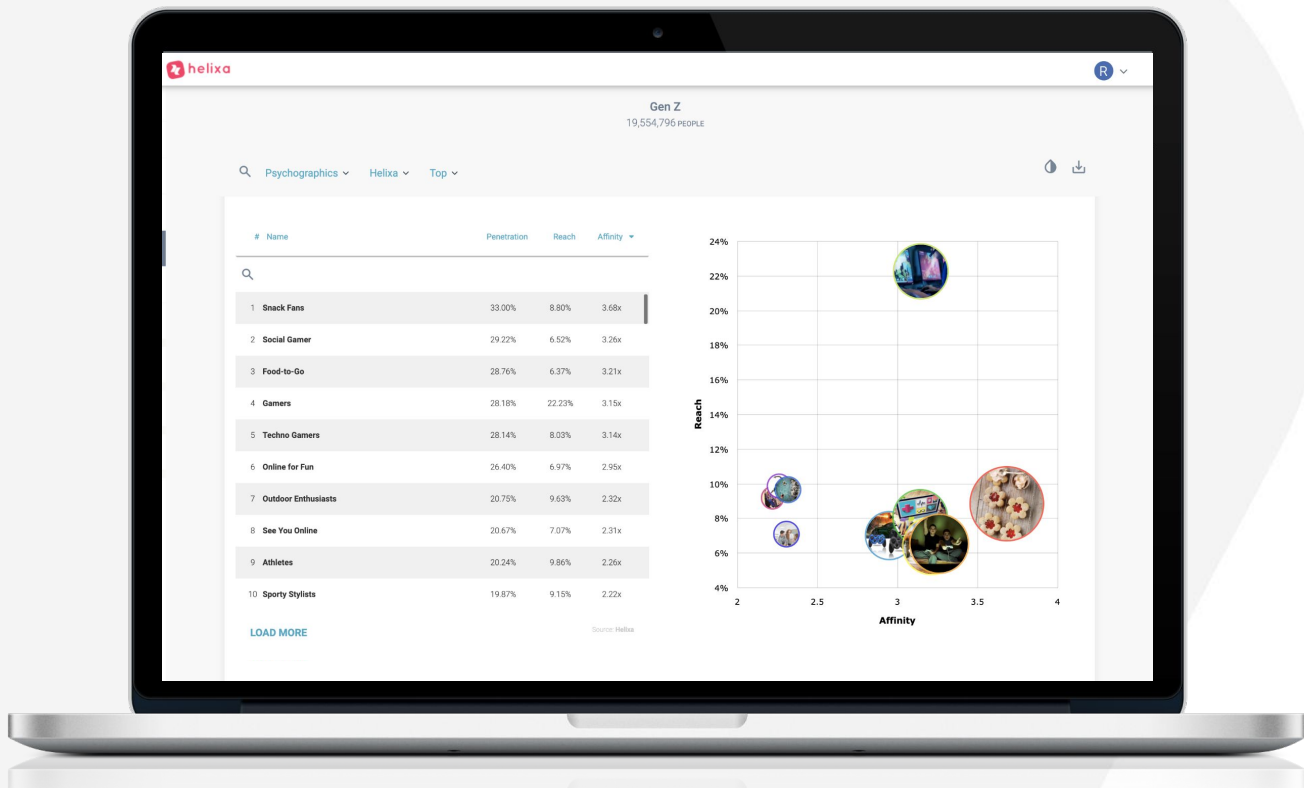 helixa
R
Gen Z
19,554,796 PEOPLE
Psychographics Helixa Top
# Name Penetration Reach Affinity
1 Snack Fans 33.00% 8.80% 3.68x
2 Social Gamer 29.22% 6.52% 3.26x
3 Food-to-Go 28.76% 6.37% 3.21x
4 Gamers 28.18% 22.23% 3.15x
5 Techno Gamers 28.14% 8.03% 3.14x
6 Online for Fun 26.40% 6.97% 2.95x
7 Outdoor Enthusiasts 20.75% 9.63% 2.32x
8 See You Online 20.67% 7.07% 2.31x
9 Athletes 20.24% 9.86% 2.26x
10 Sporty Stylists 19.87% 9.15% 2.22x
LOAD MORE
Source: Helixa
24%
22%
20%
18%
16%
14%
12%
10%
8%
6%
4%
Reach
2 2.5 3 3.5 4
Affinity